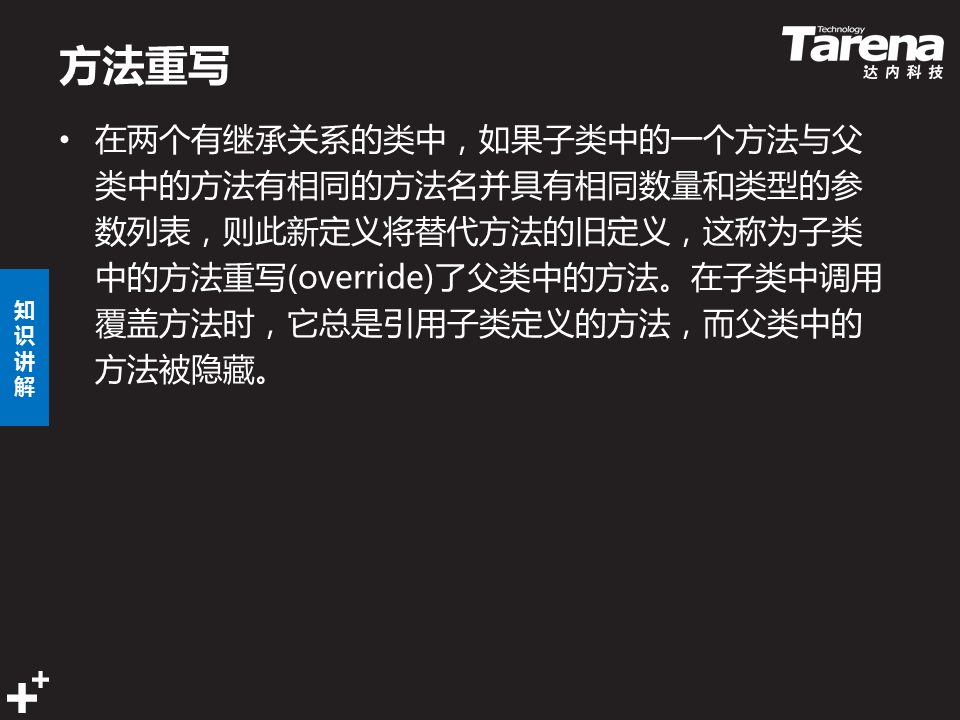 方法重写
Technology
Tarena
达内科技
• 在两个有继承关系的类中，如果子类中的一个方法与父
类中的方法有相同的方法名并具有相同数量和类型的参
数列表，则此新定义将替代方法的旧定义，这称为子类
中的方法重写(override)了父类中的方法。在子类中调用
覆盖方法时，它总是引用子类定义的方法，而父类中的
方法被隐藏。
知
识
讲
解